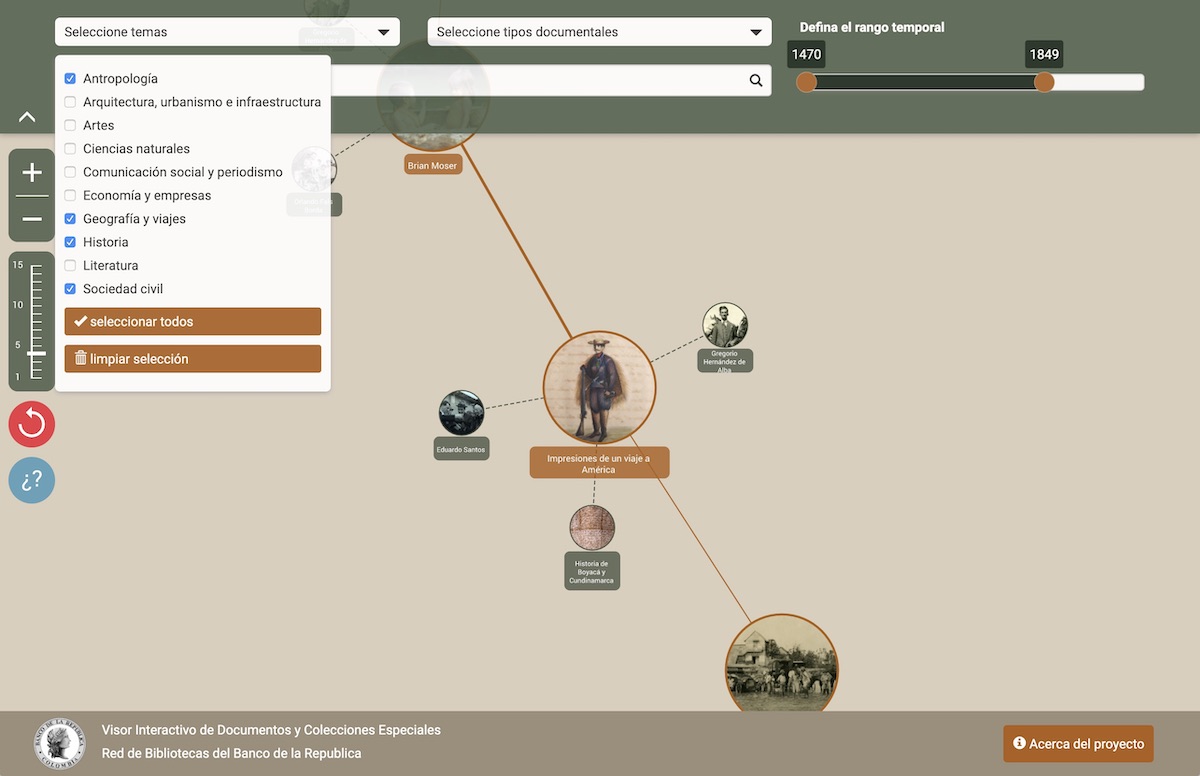 Seleccione temas
Seleccione tipos documentales
Defina el rango temporal
1470
1849
Antropología
Arquitectura, urbanismo e infraestructura
Artes
Ciencias naturales
Comunicación social y periodismo
Economía y empresas
Geografía y viajes
Historia
Literatura
Sociedad civil
seleccionar todos
limpiar selección
15
10
5
1
¿?
Brian Moser
Gregorio
Hernández de
Alba
Eduardo Santos
Impresiones de un viaje a
América
Historia de
Boyacá y
Cundinamarca
BANCO DE LA REPUBLICA
COLOMBIA
Visor Interactivo de Documentos y Colecciones Especiales
Red de Bibliotecas del Banco de la Republica
Acerca del proyecto